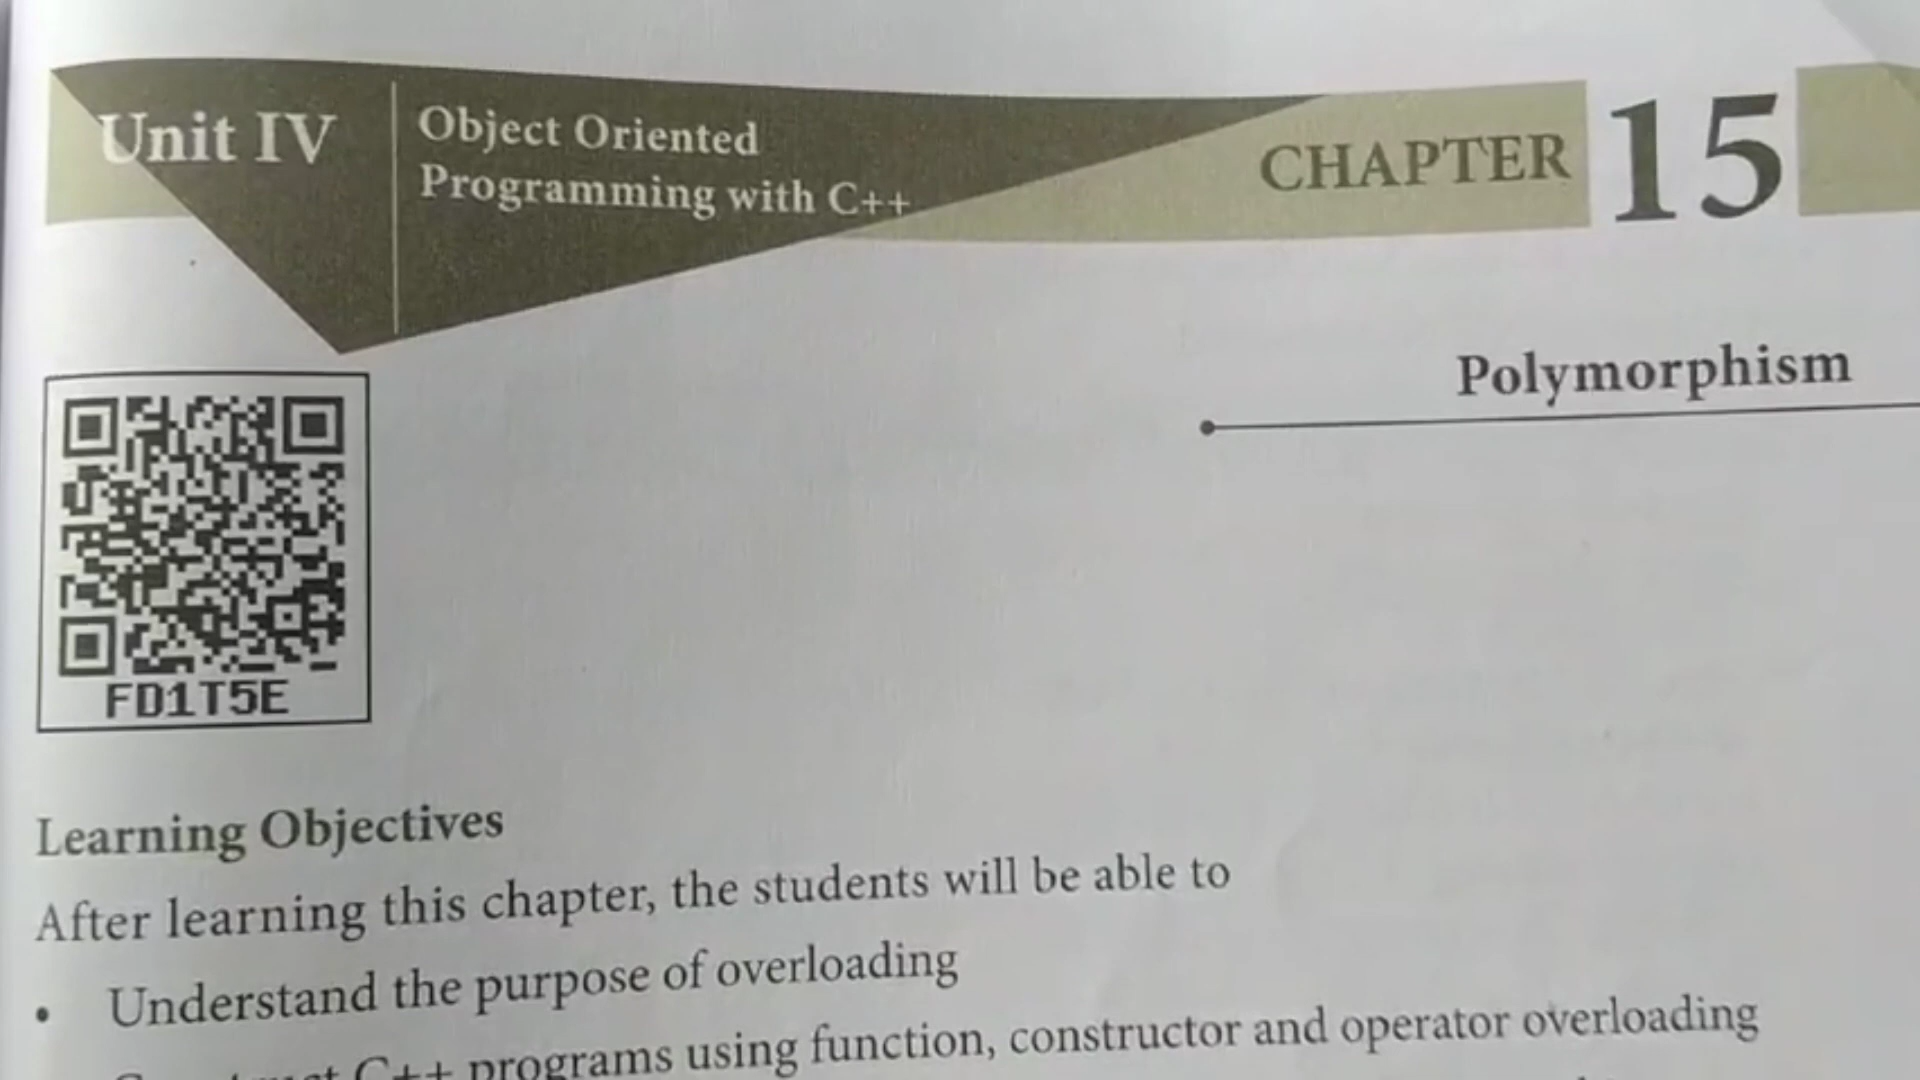 Unit IV
Object Oriented
Programming with C++
CHAPTER 15
Polymorphism
FD1T5E
Learning Objectives
After learning this chapter, the students will be able to
• Understand the purpose of overloading
C++ programs using function, constructor and operator overloading